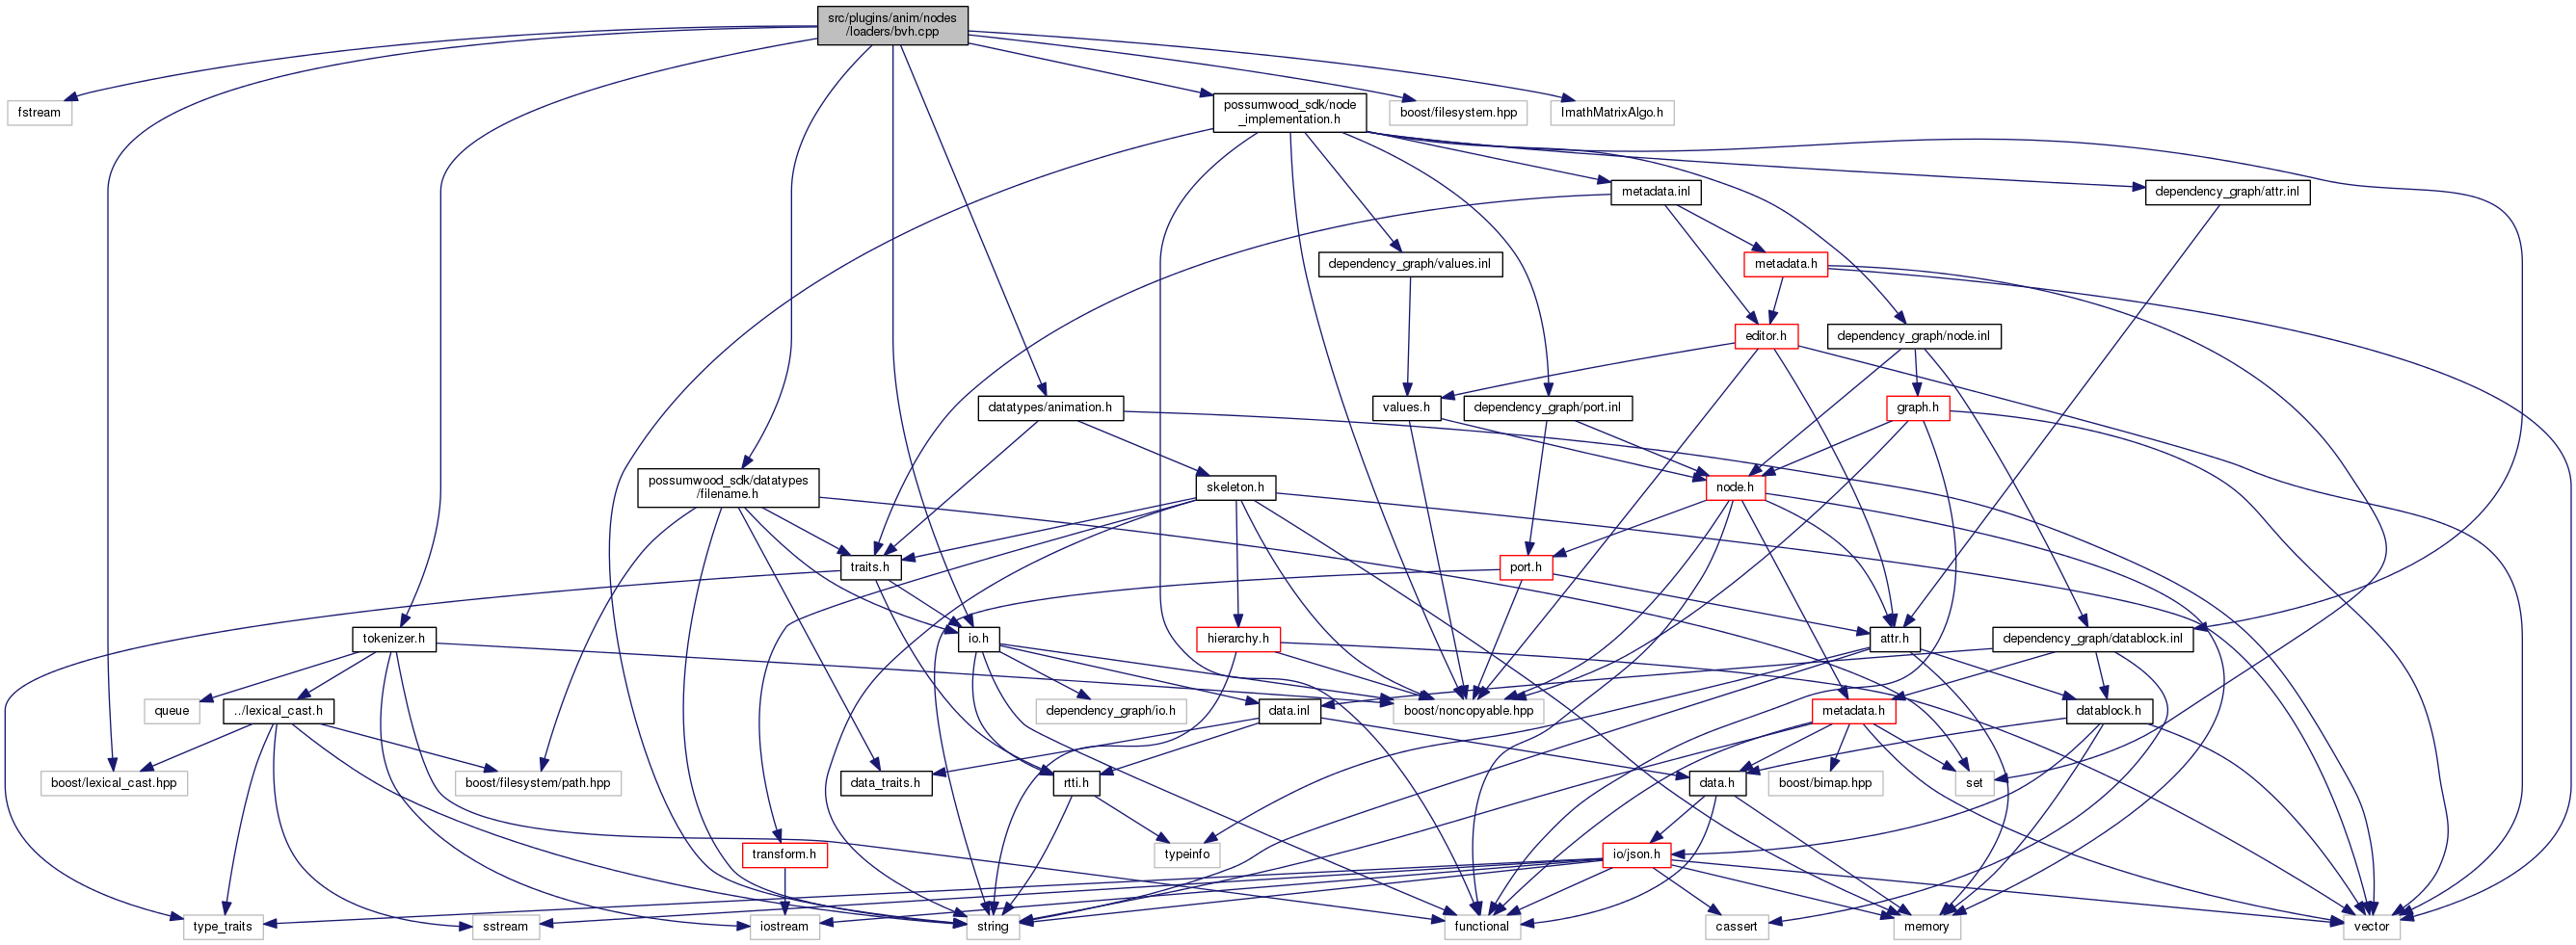 src/plugins/anim/nodes
/loaders/bvh.cpp
fstream
possumwood_sdk/node
_implementation.h
boost/filesystem.hpp
ImathMatrixAlgo.h
metadata.inl
dependency_graph/attr.inl
dependency_graph/values.inl
metadata.h
editor.h
dependency_graph/node.inl
datatypes/animation.h
values.h
dependency_graph/port.inl
graph.h
possumwood_sdk/datatypes
/filename.h
skeleton.h
node.h
traits.h
port.h
tokenizer.h
io.h
hierarchy.h
attr.h
dependency_graph/datablock.inl
queue
../lexical_cast.h
dependency_graph/io.h
data.inl
boost/noncopyable.hpp
metadata.h
datablock.h
boost/lexical_cast.hpp
boost/filesystem/path.hpp
data_traits.h
rtti.h
data.h
boost/bimap.hpp
set
transform.h
typeinfo
io/json.h
type_traits
sstream
iostream
string
functional
cassert
memory
vector